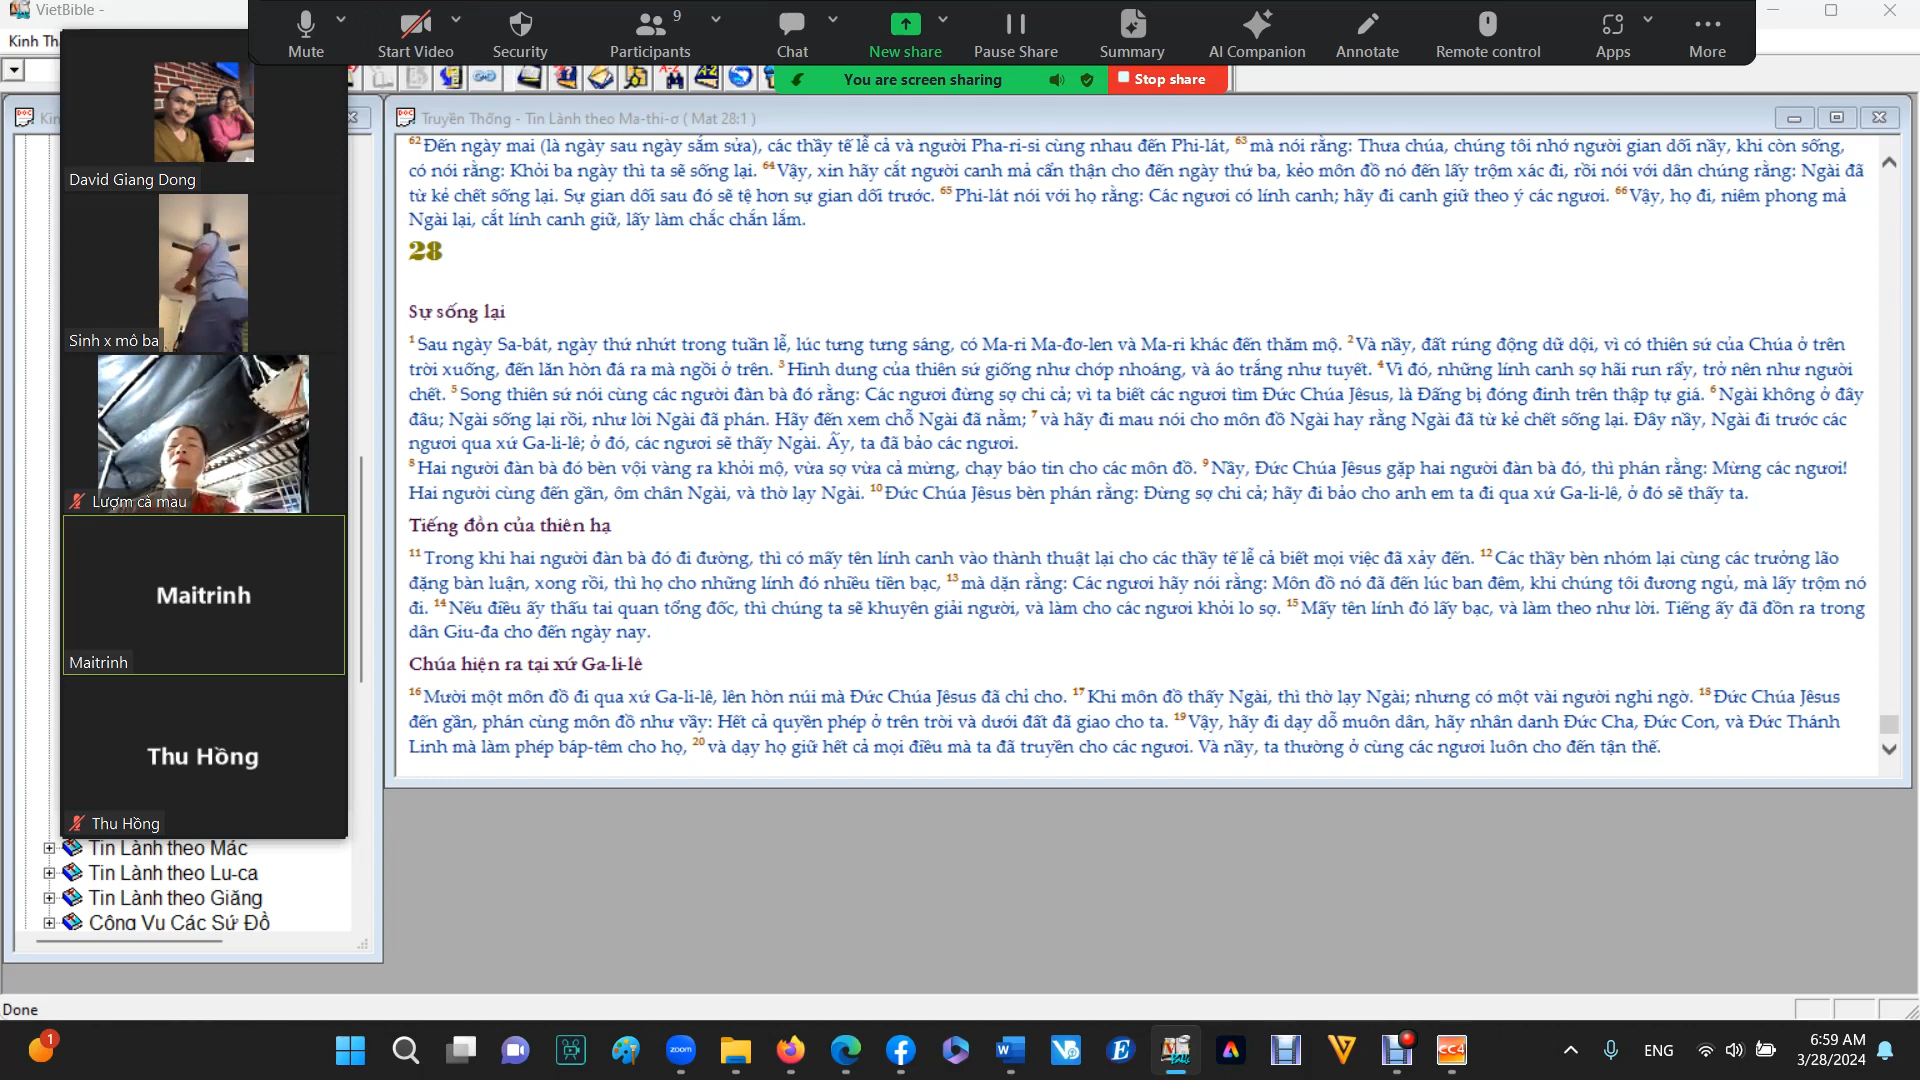 VietBible -
Mute
Start Video
Security
Participants
9
Chat
New share
Pause Share
Summary
AI Companion
Annotate
Remote control
Apps
More
You are screen sharing
Stop share
Truyền Thống - Tin Lành theo Ma-thi-ơ ( Mat 28:1 )
David Giang Dong
Sinh x mô ba
Lượm cà mau
Maitrinh
Maitrinh
Thu Hồng
Thu Hồng
Tin Lành theo Mác
Tin Lành theo Lu-ca
Tin Lành theo Giăng
Công Vụ Các Sứ Đồ
62 Đến ngày mai (là ngày sau ngày sắm sửa), các thầy tế lễ cả và người Pha-ri-si cùng nhau đến Phi-lát, 63 mà nói rằng: Thưa chúa, chúng tôi nhớ người gian dối nầy, khi còn sống,
có nói rằng: Khỏi ba ngày thì ta sẽ sống lại. 64 Vậy, xin hãy cắt người canh mả cẩn thận cho đến ngày thứ ba, kẻo môn đồ nó đến lấy trộm xác đi, rồi nói với dân chúng rằng: Ngài đã
từ kẻ chết sống lại. Sự gian dối sau đó sẽ tệ hơn sự gian dối trước. 65 Phi-lát nói với họ rằng: Các ngươi có lính canh; hãy đi canh giữ theo ý các ngươi. 66 Vậy, họ đi, niêm phong mả
Ngài lại, cắt lính canh giữ, lấy làm chắc chắn lắm.
28
Sự sống lại
1 Sau ngày Sa-bát, ngày thứ nhứt trong tuần lễ, lúc tưng tưng sáng, có Ma-ri Ma-đơ-len và Ma-ri khác đến thăm mộ. 2 Và nầy, đất rúng động dữ dội, vì có thiên sứ của Chúa ở trên
trời xuống, đến lăn hòn đá ra mà ngồi ở trên. 3 Hình dung của thiên sứ giống như chớp nhoáng, và áo trắng như tuyết. 4 Vì đó, những lính canh sợ hãi run rẩy, trở nên như người
chết. 5 Song thiên sứ nói cùng các người đàn bà đó rằng: Các ngươi đừng sợ chi cả; vì ta biết các ngươi tìm Đức Chúa Jêsus, là Đấng bị đóng đinh trên thập tự giá. 6 Ngài không ở đây
đâu; Ngài sống lại rồi, như lời Ngài đã phán. Hãy đến xem chỗ Ngài đã nằm; 7 và hãy đi mau nói cho môn đồ Ngài hay rằng Ngài đã từ kẻ chết sống lại. Đây nầy, Ngài đi trước các
ngươi qua xứ Ga-li-lê; ở đó, các ngươi sẽ thấy Ngài. Ấy, ta đã bảo các ngươi.
8 Hai người đàn bà đó bèn vội vàng ra khỏi mộ, vừa sợ vừa cả mừng, chạy báo tin cho các môn đồ. 9 Nầy, Đức Chúa Jêsus gặp hai người đàn bà đó, thì phán rằng: Mừng các ngươi!
Hai người cùng đến gần, ôm chân Ngài, và thờ lạy Ngài. 10 Đức Chúa Jêsus bèn phán rằng: Đừng sợ chi cả; hãy đi bảo cho anh em ta đi qua xứ Ga-li-lê, ở đó sẽ thấy ta.
Tiếng đồn của thiên hạ
11 Trong khi hai người đàn bà đó đi đường, thì có mấy tên lính canh vào thành thuật lại cho các thầy tế lễ cả biết mọi việc đã xảy đến. 12 Các thầy bèn nhóm lại cùng các trưởng lão
đặng bàn luận, xong rồi, thì họ cho những lính đó nhiều tiền bạc, 13 mà dặn rằng: Các ngươi hãy nói rằng: Môn đồ nó đã đến lúc ban đêm, khi chúng tôi đương ngủ, mà lấy trộm nó
đi. 14 Nếu điều ấy thấu tai quan tổng đốc, thì chúng ta sẽ khuyên giải người, và làm cho các ngươi khỏi lo sợ. 15 Mấy tên lính đó lấy bạc, và làm theo như lời. Tiếng ấy đã đồn ra trong
dân Giu-đa cho đến ngày nay.
Chúa hiện ra tại xứ Ga-li-lê
16 Mười một môn đồ đi qua xứ Ga-li-lê, lên hòn núi mà Đức Chúa Jêsus đã chỉ cho. 17 Khi môn đồ thấy Ngài, thì thờ lạy Ngài; nhưng có một vài người nghi ngờ. 18 Đức Chúa Jêsus
đến gần, phán cùng môn đồ như vầy: Hết cả quyền phép ở trên trời và dưới đất đã giao cho ta. 19 Vậy, hãy đi dạy dỗ muôn dân, hãy nhân danh Đức Cha, Đức Con, và Đức Thánh
Linh mà làm phép báp-têm cho họ, 20 và dạy họ giữ hết cả mọi điều mà ta đã truyền cho các ngươi. Và nầy, ta thường ở cùng các ngươi luôn cho đến tận thế.
Done
1
zoom
CC4
ENG
6:59 AM
3/28/2024